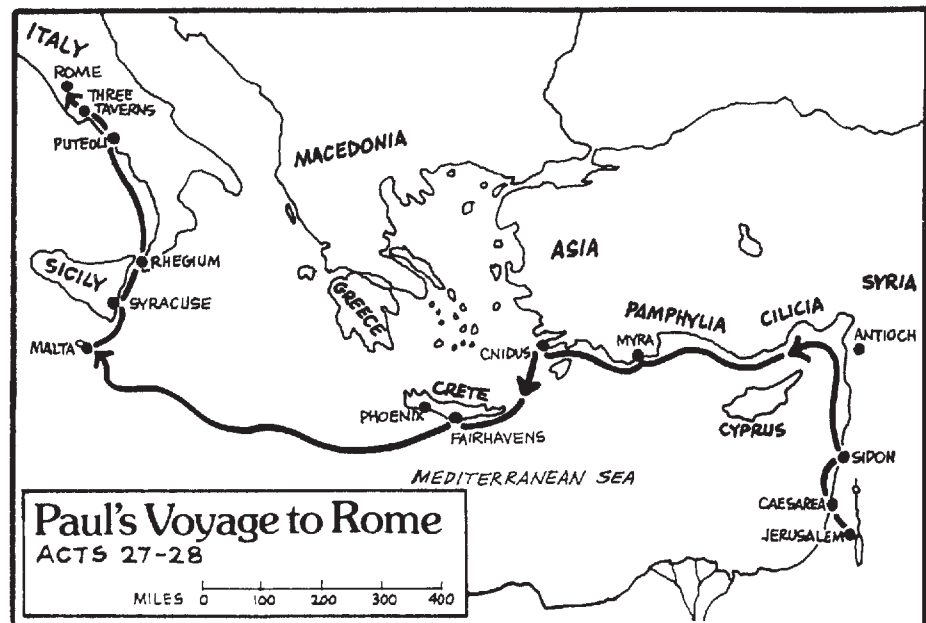 ITALY
ROME
THREE
TAVERNS
PUTEOLI
MACEDONIA
ASIA
RHEGIUM
SICILY
SYRACUSE
GREECE
SYRIA
PAMPHYLIA
CILICIA
MALTA
CNIDUS
MYRA
ANTIOCH
CRETE
PHOENIX
FAIRHAVENS
CYPRUS
SIDON
MEDITERRANEAN SEA
CAESAREA
JERUSALEM
Paul's Voyage to Rome
ACTS 27-28
MILES 0 100 200 300 400